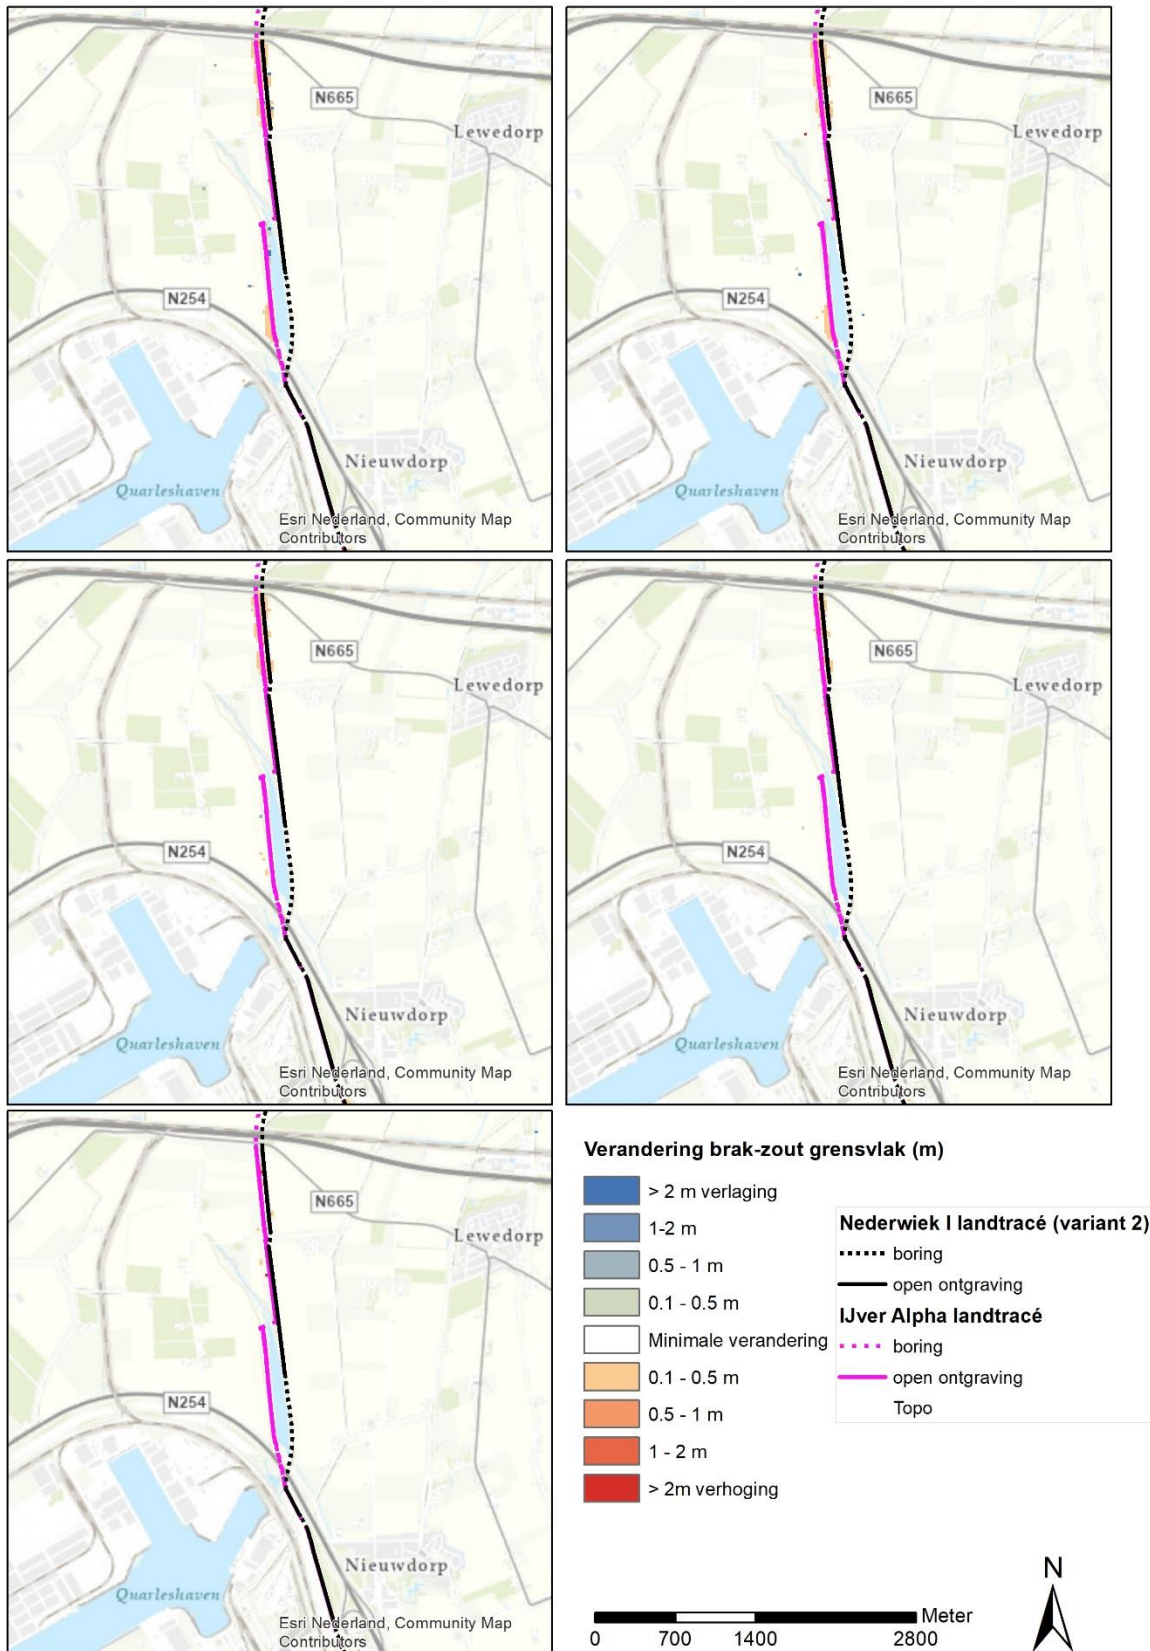 N665
Lewedorp
N254
Nieuwdorp
Quarleshaven
Esri Nederland, Community Map
Contributors
N665
Lewedorp
N254
Nieuwdorp
Quarleshaven
Esri Nederland, Community Map
Contributors
N665
Lewedorp
N254
Nieuwdorp
Quarleshaven
Esri Nederland, Community Map
Contributors
N665
Lewedorp
N254
Nieuwdorp
Quarleshaven
Esri Nederland, Community Map
Contributors
N665
Lewedorp
N254
Nieuwdorp
Quarleshaven
Esri Nederland, Community Map
Contributors
Verandering brak-zout grensvlak (m)
> 2 m verlaging
1-2 m
0.5 - 1 m
0.1 - 0.5 m
Minimale verandering
0.1 - 0.5 m
0.5 - 1 m
1 - 2 m
> 2m verhoging
Nederwiek I landtracé (variant 2)
boring
open ontgraving
IJver Alpha landtracé
boring
open ontgraving
Topo
N
Meter
0 700 1400 2800